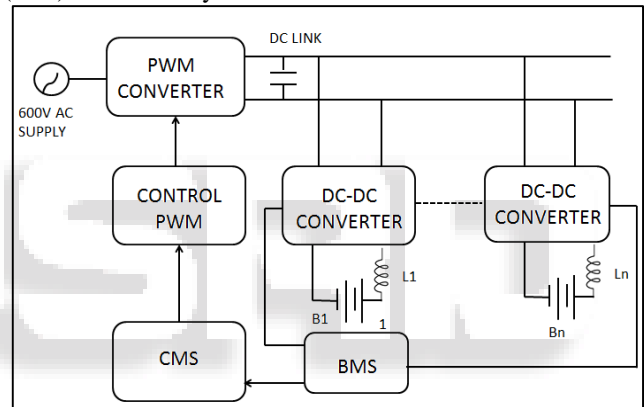 DC LINK
PWM
CONVERTER
600V AC
SUPPLY
CONTROL
PWM
DC-DC
CONVERTER
DC-DC
CONVERTER
L1
B1
1
Ln
Bn
CMS
BMS